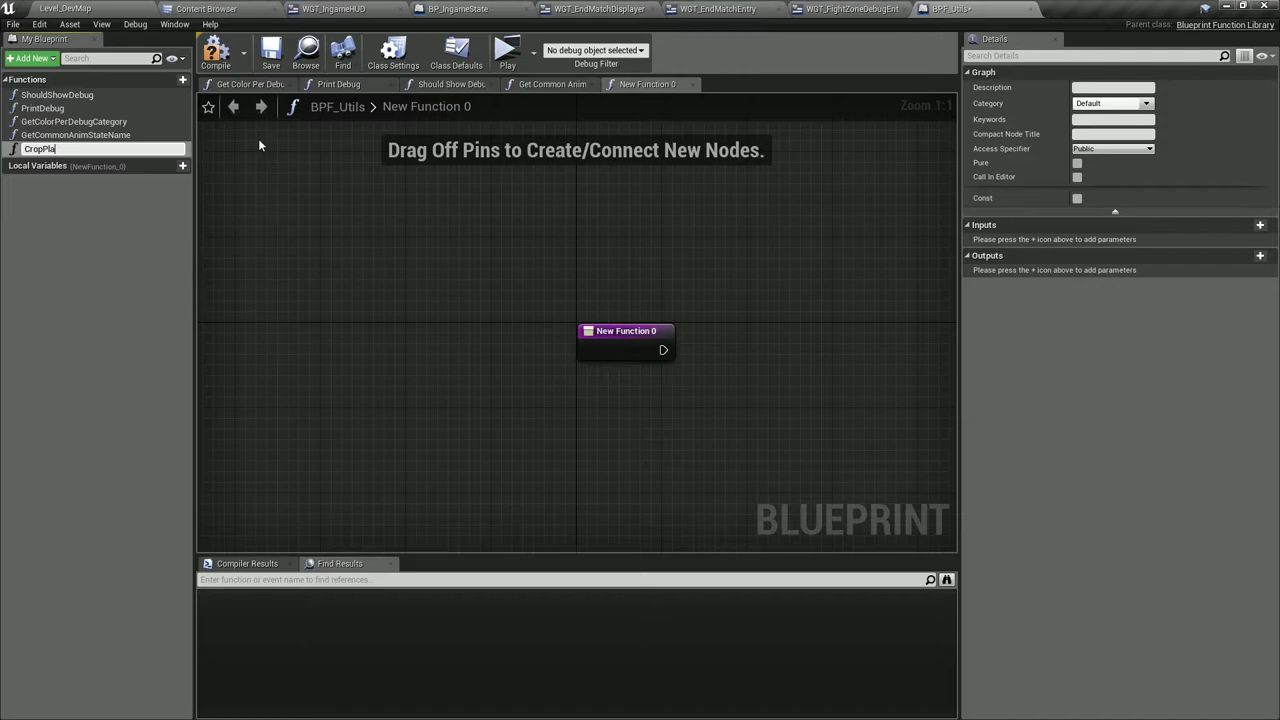 Level_DevMap
Content Browser
WGT_IngameHUD
BP_IngameState
WGT_EndMatchDisplayer
WGT_EndMatchEntry
WGT_FightZoneDebugEnt
BPF_Utils*
File Edit Asset View Debug Window Help
Parent class: Blueprint Function Library
My Blueprint
Add New
Search
Functions
ShouldShowDebug
PrintDebug
GetColorPerDebugCategory
GetCommonAnimStateName
CropPla
Local Variables (NewFunction_0)
Compile
Save
Browse
Find
Class Settings
Class Defaults
Play
No debug object selected
Debug Filter
Get Color Per Debu
Print Debug
Should Show Debu
Get Common Anim
New Function 0
BPF_Utils > New Function 0
Zoom 1:1
Drag Off Pins to Create/Connect New Nodes.
New Function 0
BLUEPRINT
Compiler Results
Find Results
Enter function or event name to find references...
Details
Search Details
Graph
Description
Category Default
Keywords
Compact Node Title
Access Specifier Public
Pure
Call In Editor
Const
Inputs
Please press the + icon above to add parameters
Outputs
Please press the + icon above to add parameters